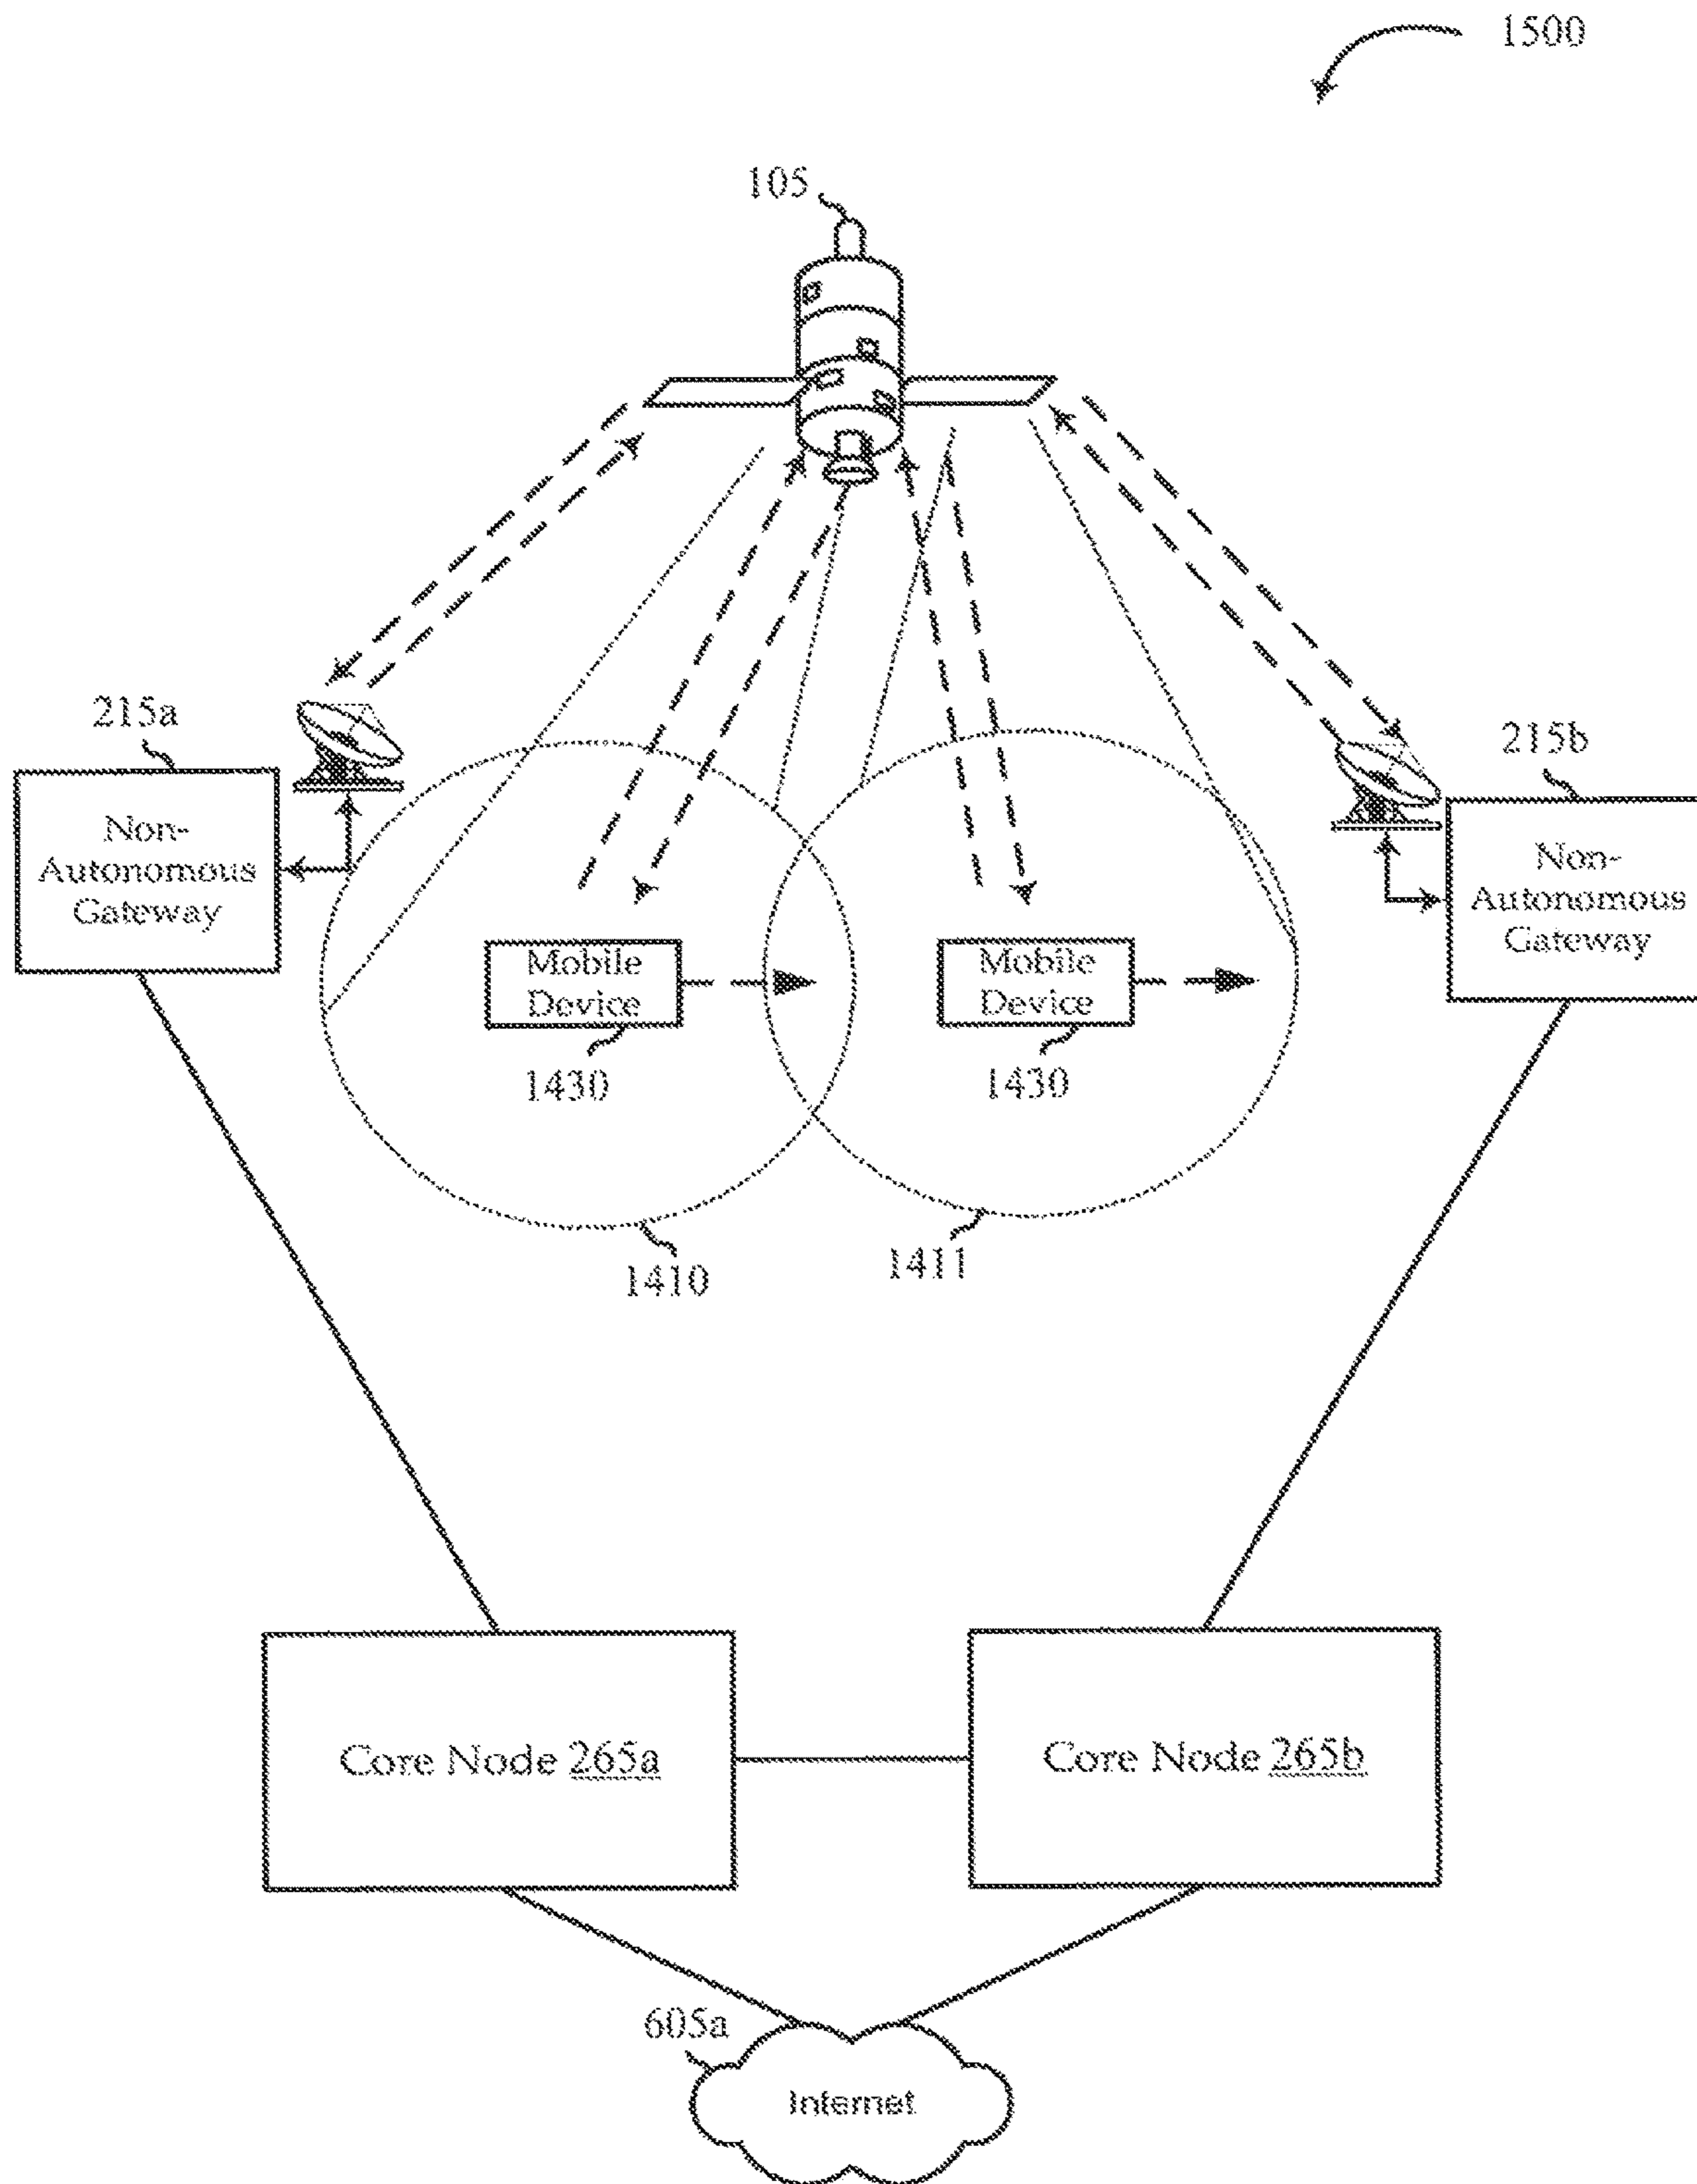 1500
105
215a
215b
Non-
Autonomous
Gateway
Non-
Autonomous
Gateway
Mobile
Device
Mobile
Device
1430
1430
1410
1411
Core Node 265a
Core Node 265b
605a
Internet